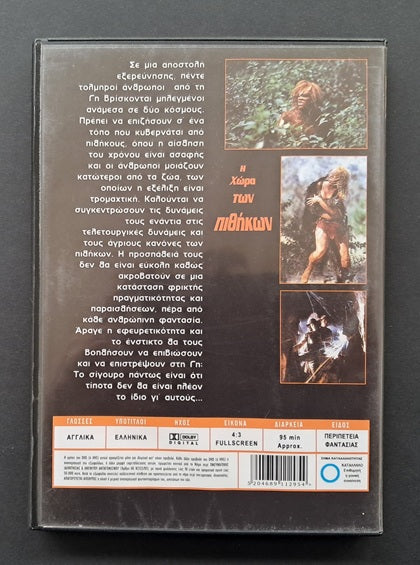 Σε μια αποστολή
εξερεύνησης, πέντε
τολμηροί άνθρωποι από τη
Γη βρίσκονται μπλεγμένοι
ανάμεσα σε δύο κόσμους.
Πρέπει να επιζήσουν σ' ένα
τόπο που κυβερνάται από
πιθήκους, όπου η αίσθηση
του χρόνου είναι ασαφής
και οι άνθρωποι μοιάζουν
κατώτεροι από τα ζώα, των
οποίων η εξέλιξη είναι
τρομαχτική. Καλούνται να
συγκεντρώσουν τις δυνάμεις
τους ενάντια στις
τελετουργικές δυνάμεις και
τους άγριους κανόνες των
πιθήκων. Η προσπάθειά τους
δεν θα είναι εύκολη καθώς
ακροβατούν σε μια
κατάσταση φρικτής
πραγματικότητας και
παραισθήσεων, πέρα από
κάθε ανθρώπινη φαντασία.
Άραγε η εφευρετικότητα και
το ένστικτο θα τους
βοηθήσουν να επιβιώσουν
και να επιστρέψουν στη Γη;
Το σίγουρο πάντως είναι ότι
τίποτα δεν θα είναι πλέον
το ίδιο γι' αυτούς...
Η
Χώρα
των
πιθήκων
ΓΛΩΣΣΕΣ ΥΠΟΤΙΤΛΟΙ ΗΧΟΣ ΕΙΚΟΝΑ ΔΙΑΡΚΕΙΑ ΕΙΔΟΣ
ΑΓΓΛΙΚΑ ΕΛΛΗΝΙΚΑ DOLBY DIGITAL 4:3 FULLSCREEN 95 min Approx. ΠΕΡΙΠΕΤΕΙΑ ΦΑΝΤΑΣΙΑΣ
5204689112954
ΣΗΜΑ ΚΑΤΑΛΛΗΛΟΤΗΤΑΣ
ΚΑΤΑΛΛΗΛΟ
Επιθυμητή
η γονική
συναίνεση